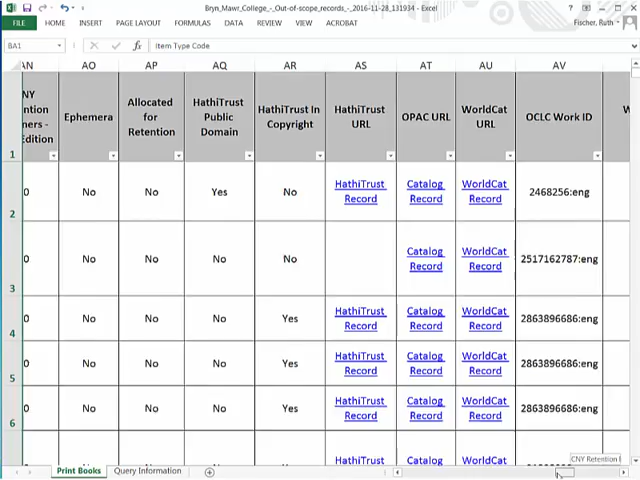 Bryn_Mawr_College_-_Out-of-scope_records_-_2016-11-28_131934 - Excel
FILE HOME INSERT PAGE LAYOUT FORMULAS DATA REVIEW VIEW ACROBAT Fischer, Ruth
BA1 fx Item Type Code
AN AO AP AQ AR AS AT AU AV
NY
ntion
ners -
Edition
Ephemera
Allocated
for
Retention
HathiTrust
Public
Domain
HathiTrust In
Copyright
HathiTrust
URL
OPAC URL
WorldCat
URL
OCLC Work ID
1
0 No No Yes No HathiTrust Record Catalog Record WorldCat Record 2468256:eng
2
0 No No No No Catalog Record WorldCat Record 2517162787:eng
3
0 No No No Yes HathiTrust Record Catalog Record WorldCat Record 2863896686:eng
4
0 No No No Yes HathiTrust Record Catalog Record WorldCat Record 2863896686:eng
5
0 No No No Yes HathiTrust Record Catalog Record WorldCat Record 2863896686:eng
6
HathiTrust Catalog WorldCat
CNY Retention
Print Books Query Information